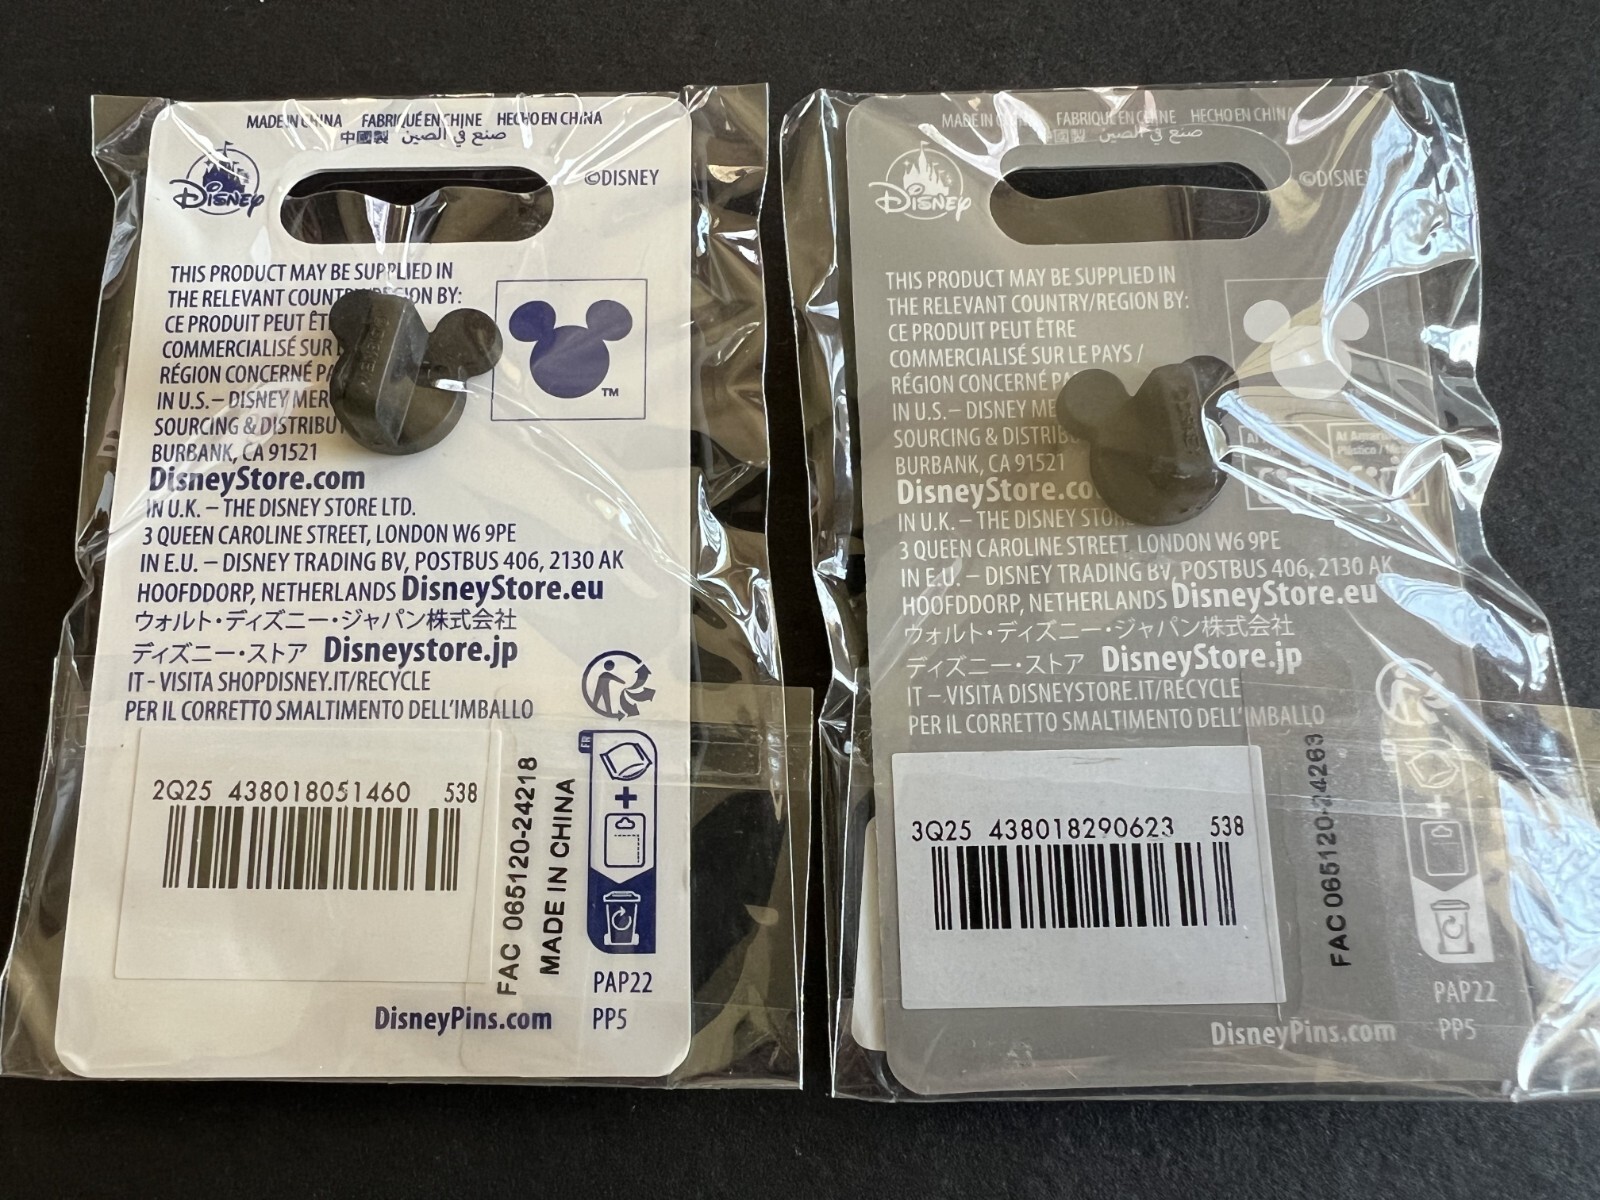 MADE IN CHINA FABRIQUÉ EN CHINE HECHO EN CHINA
中國製 صنع في الصين
Disney
©DISNEY
THIS PRODUCT MAY BE SUPPLIED IN
THE RELEVANT COUNTRY/REGION BY:
CE PRODUIT PEUT
COMMERCIALISÉ SUR
RÉGION CONCERNÉ
IN U.S. – DISNEY
SOURCING &
BURBANK, CA 91521
DisneyStore.com
IN U.K. – THE DISNEY STORE LTD.
3 QUEEN CAROLINE STREET, LONDON W6 9PE
IN E.U. – DISNEY TRADING BV, POSTBUS 406, 2130 AK
HOOFDDORP, NETHERLANDS DisneyStore.eu
ウォルト・ディズニー・ジャパン株式会社
ディズニー・ストア Disneystore.jp
IT - VISITA SHOPDISNEY.IT/RECYCLE
PER IL CORRETTO SMALTIMENTO DELL'IMBALLO
TM
2Q25 438018051460 538
FAC 065120-24218
MADE IN CHINA
FR
PAP22
PP5
DisneyPins.com
MADE IN FABRIQUÉ EN CHINE HECHO EN CHINA
صنع في الصين
Disney
©DISNEY
THIS PRODUCT MAY BE SUPPLIED IN
THE RELEVANT COUNTRY/REGION BY:
CE PRODUIT PEUT ÊTRE
COMMERCIALISÉ SUR LE PAYS /
RÉGION CONCERNÉ
IN U.S. – DISNEY
SOURCING &
BURBANK, CA 91521
IN U.K. – THE DISNEY
3 QUEEN CAROLINE STREET, LONDON W6 9PE
IN E.U. – DISNEY TRADING BV, POSTBUS 406, 2130 AK
HOOFDDORP, NETHERLANDS DisneyStore.eu
ウォルト・ディズニー・ジャパン株式会社
ディズニー・ストア DisneyStore.jp
IT – VISITA DISNEYSTORE.IT/RECYCLE
PER IL CORRETTO SMALTIMENTO DELL'IMBALLO
3Q25 438018290623 538
FAC 065120-24263
PAP22
PP5
DisneyPins.com